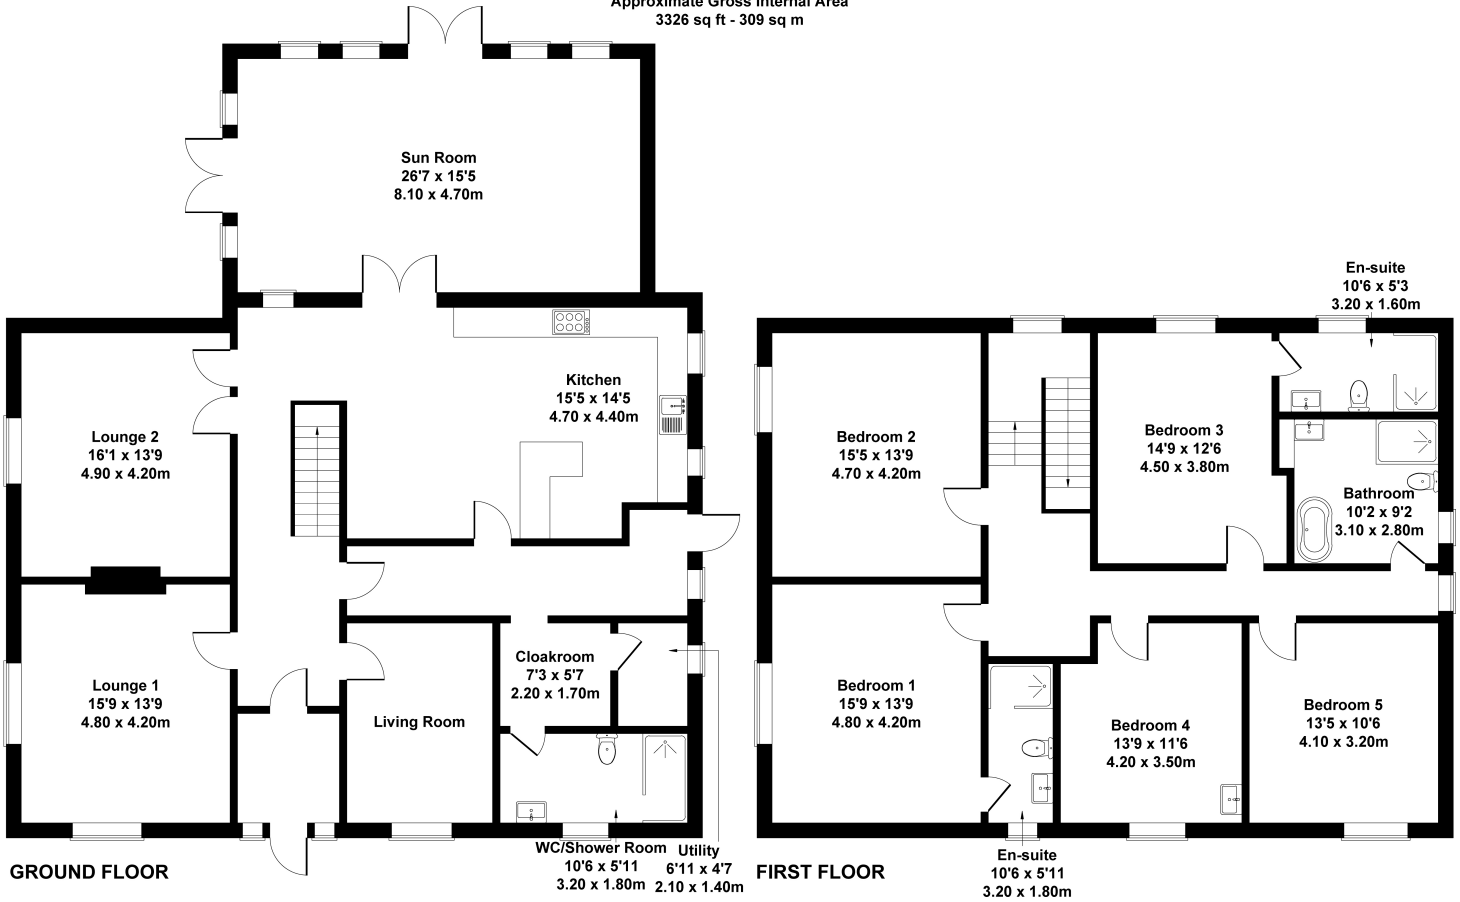 Approximate Gross Internal Area
3326 sq ft - 309 sq m
Sun Room
26'7 x 15'5
8.10 x 4.70m
Kitchen
15'5 x 14'5
4.70 x 4.40m
Lounge 2
16'1 x 13'9
4.90 x 4.20m
Lounge 1
15'9 x 13'9
4.80 x 4.20m
Living Room
Cloakroom
7'3 x 5'7
2.20 x 1.70m
WC/Shower Room
10'6 x 5'11
3.20 x 1.80m
Utility
6'11 x 4'7
2.10 x 1.40m
GROUND FLOOR
En-suite
10'6 x 5'3
3.20 x 1.60m
Bedroom 2
15'5 x 13'9
4.70 x 4.20m
Bedroom 3
14'9 x 12'6
4.50 x 3.80m
Bathroom
10'2 x 9'2
3.10 x 2.80m
Bedroom 1
15'9 x 13'9
4.80 x 4.20m
Bedroom 4
13'9 x 11'6
4.20 x 3.50m
Bedroom 5
13'5 x 10'6
4.10 x 3.20m
En-suite
10'6 x 5'11
3.20 x 1.80m
FIRST FLOOR